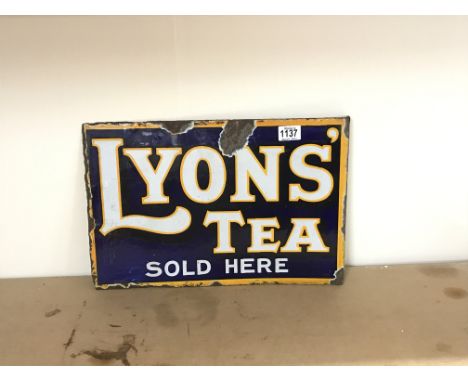 1137
LYONS'
TEA
SOLD HERE